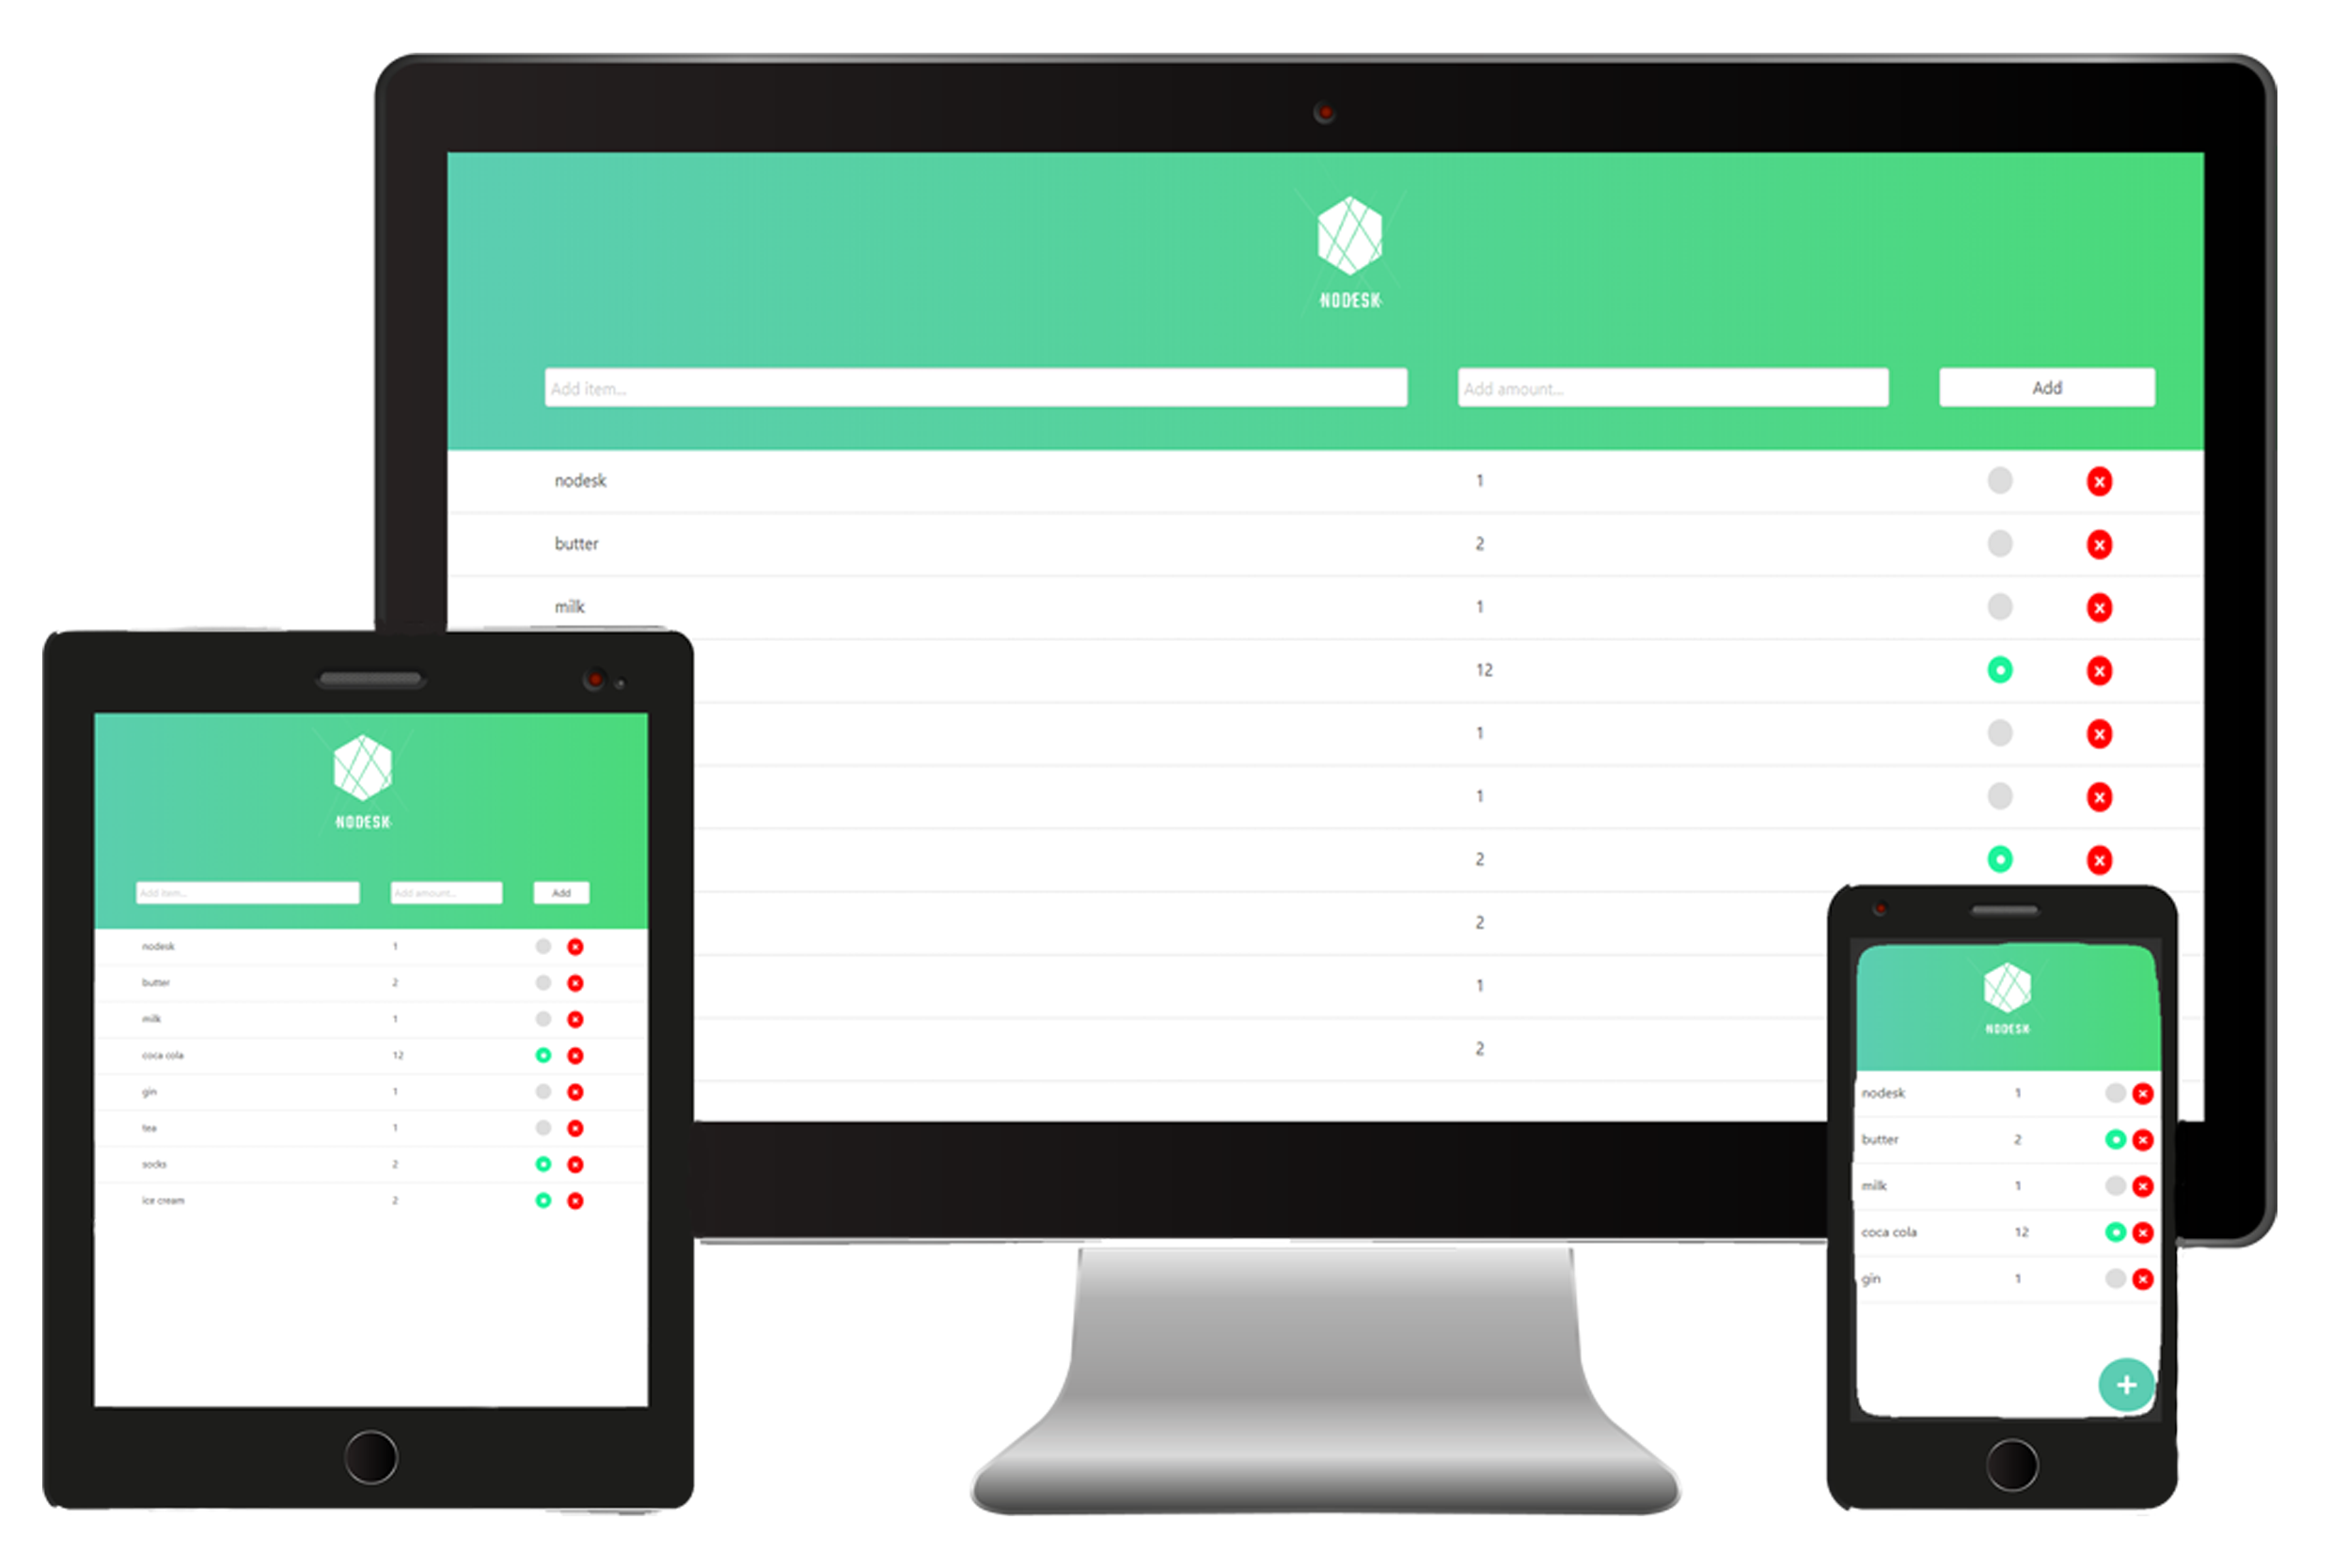 NODESK
Add item... Add amount... Add
nodesk 1
butter 2
milk 1
12
1
1
2
2
1
2
NODESK
Add item... Add amount... Add
nodesk 1
butter 2
milk 1
coca cola 12
gin 1
tea 1
socks 2
ice cream 2
NODESK
nodesk 1
butter 2
milk 1
coca cola 12
gin 1
+